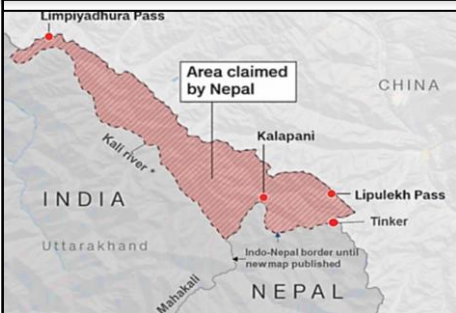 Limpiyadhura Pass
Area claimed
by Nepal
CHINA
Kalapani
Kali river *
INDIA
Lipulekh Pass
Tinker
Uttarakhand
Indo-Nepal border until
new map published
Mahakali
NEPAL